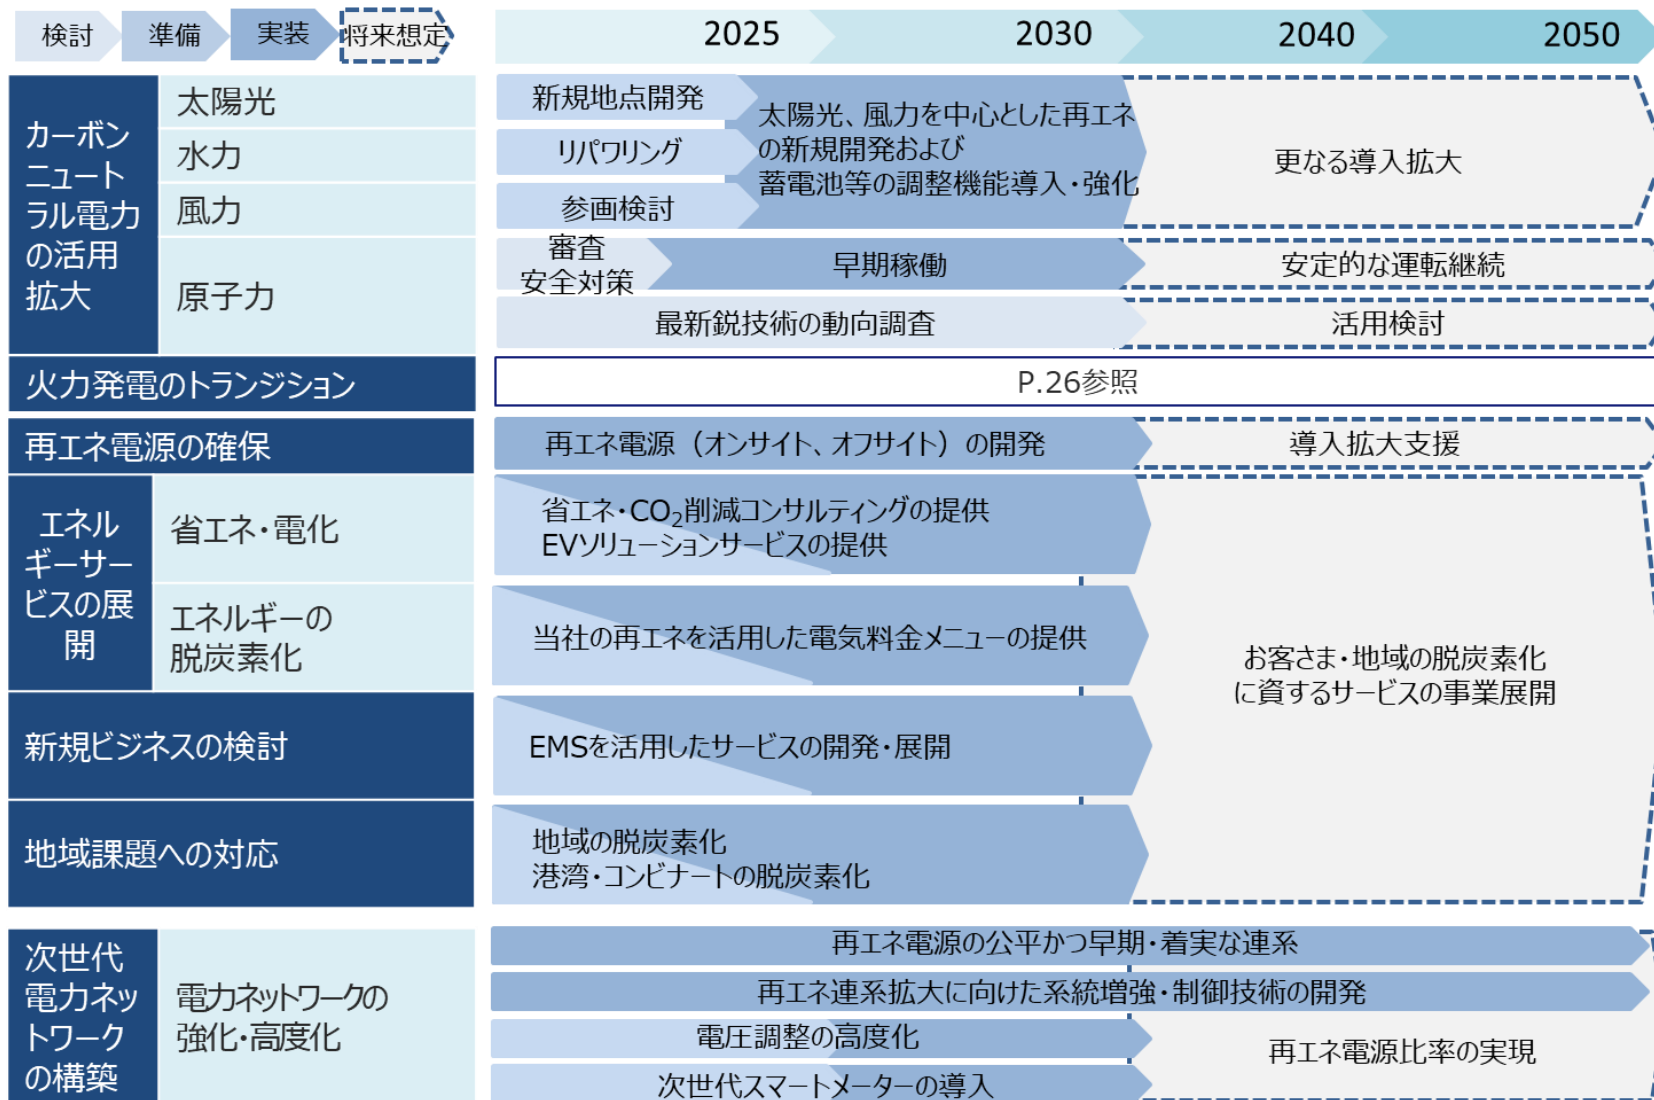 検討
準備
実装
将来想定
2025
2030
2040
2050
カーボン
ニュート
ラル電力
の活用
拡大
太陽光
水力
風力
原子力
新規地点開発
リパワリング
参画検討
太陽光、風力を中心とした再エネ
の新規開発および
蓄電池等の調整機能導入・強化
更なる導入拡大
審査
安全対策
早期稼働
安定的な運転継続
最新鋭技術の動向調査
活用検討
火力発電のトランジション
P.26参照
再エネ電源の確保
再エネ電源（オンサイト、オフサイト）の開発
導入拡大支援
エネル
ギーサー
ビスの展
開
省エネ・電化
省エネ・CO₂削減コンサルティングの提供
EVソリューションサービスの提供
エネルギーの
脱炭素化
当社の再エネを活用した電気料金メニューの提供
お客さま・地域の脱炭素化
に資するサービスの事業展開
新規ビジネスの検討
EMSを活用したサービスの開発・展開
地域課題への対応
地域の脱炭素化
港湾・コンビナートの脱炭素化
次世代
電力ネッ
トワーク
の構築
電力ネットワークの
強化・高度化
再エネ電源の公平かつ早期・着実な連系
再エネ連系拡大に向けた系統増強・制御技術の開発
電圧調整の高度化
次世代スマートメーターの導入
再エネ電源比率の実現